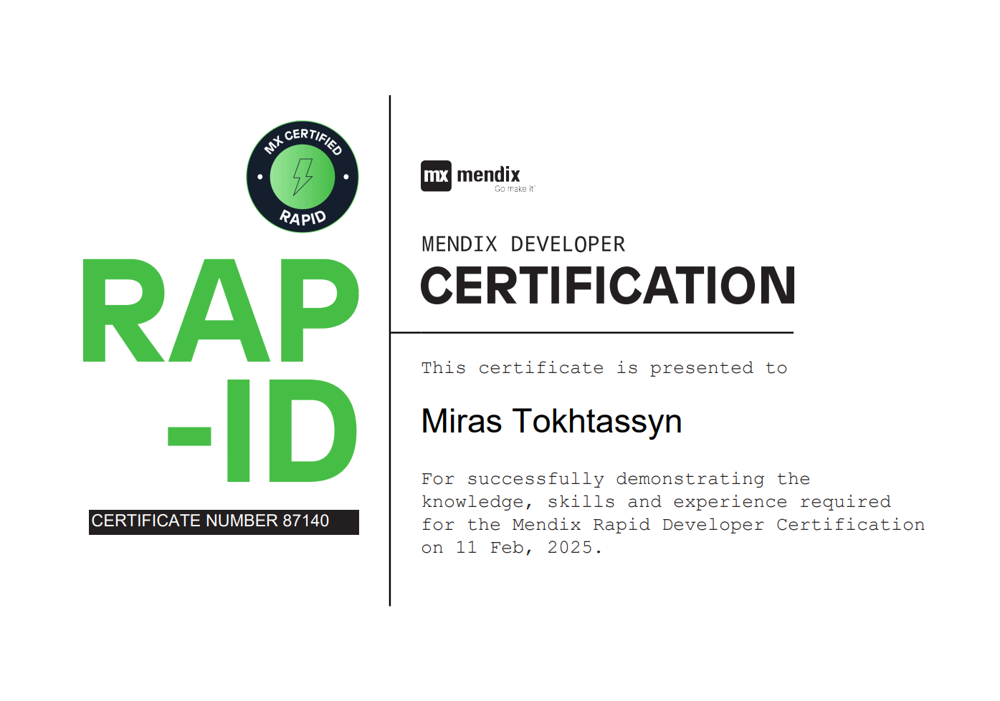 MX CERTIFIED
RAPID
RAP
-ID
CERTIFICATE NUMBER 87140
mx mendix
Go make it™
MENDIX DEVELOPER
CERTIFICATION
This certificate is presented to
Miras Tokhtassyn
For successfully demonstrating the
knowledge, skills and experience required
for the Mendix Rapid Developer Certification
on 11 Feb, 2025.